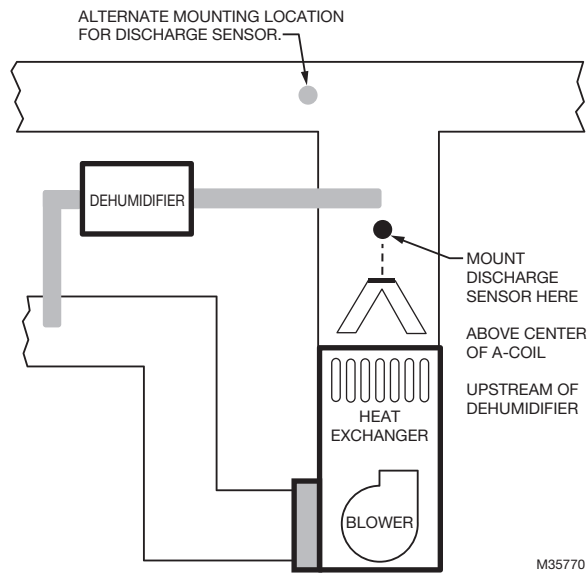 ALTERNATE MOUNTING LOCATION
FOR DISCHARGE SENSOR.
DEHUMIDIFIER
MOUNT
DISCHARGE
SENSOR HERE
ABOVE CENTER
OF A-COIL
UPSTREAM OF
DEHUMIDIFIER
HEAT
EXCHANGER
BLOWER
M35770